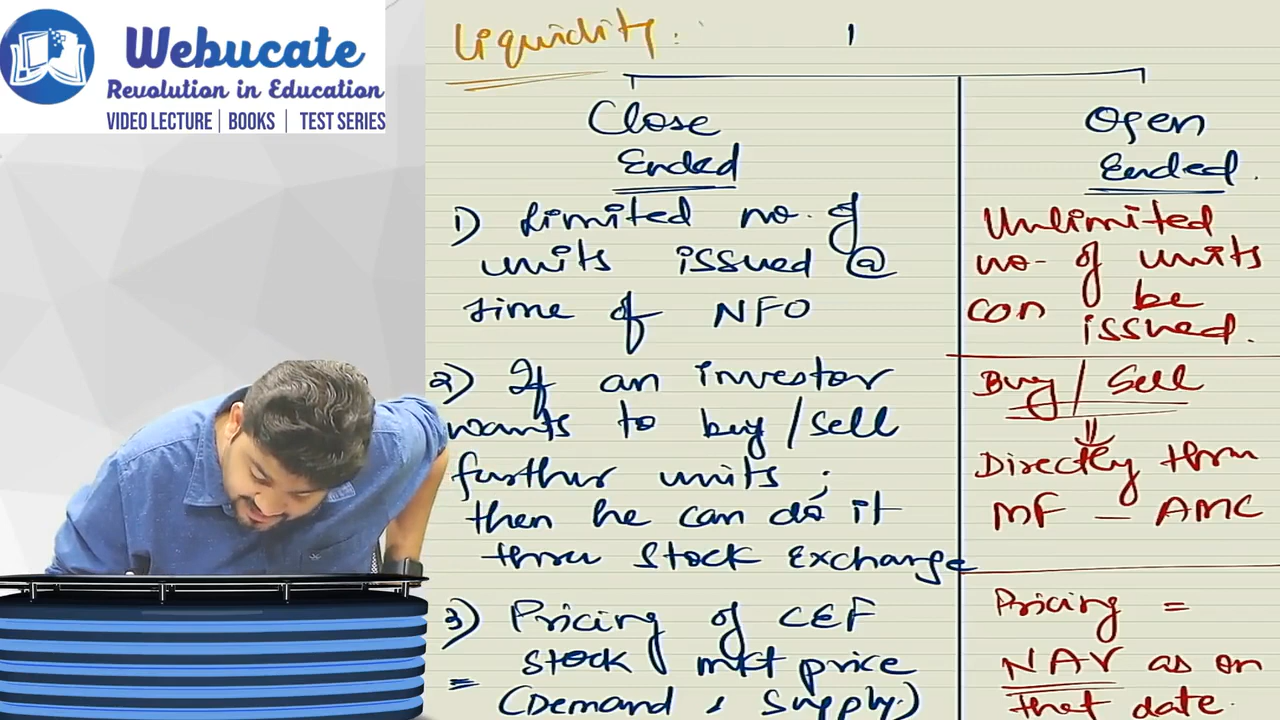 Webucate
Revolution in Education
VIDEO LECTURE | BOOKS | TEST SERIES
Liquidity:
Close
Ended
1) Limited no. of
units issued @
time of NFO
2) If an investor
wants to buy/sell
further units;
then he can do it
thru Stock Exchange
3) Pricing of CEF
= Stock mkt price
(Demand & Supply)
Open
Ended.
Unlimited
no. of units
can be
issued.
Buy / Sell
⇓
Directly thru
MF – AMC
Pricing =
NAV as on
that date.